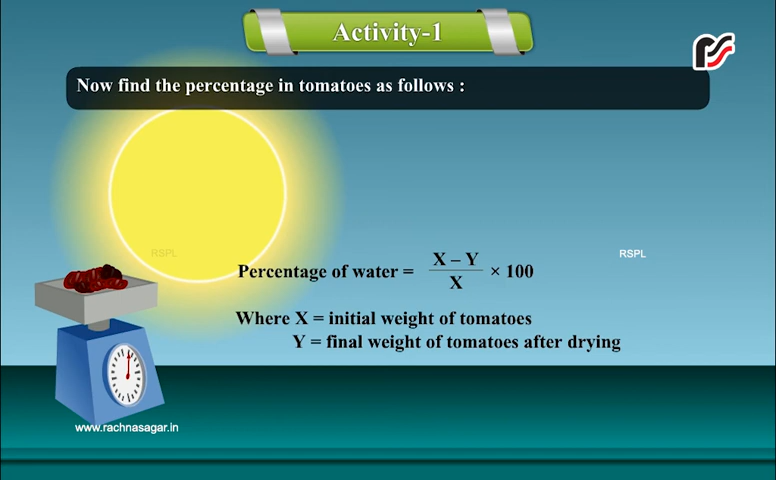 Activity-1
Now find the percentage in tomatoes as follows :
RSPL
RSPL
Percentage of water = X – Y / X × 100
Where X = initial weight of tomatoes
Y = final weight of tomatoes after drying
www.rachnasagar.in